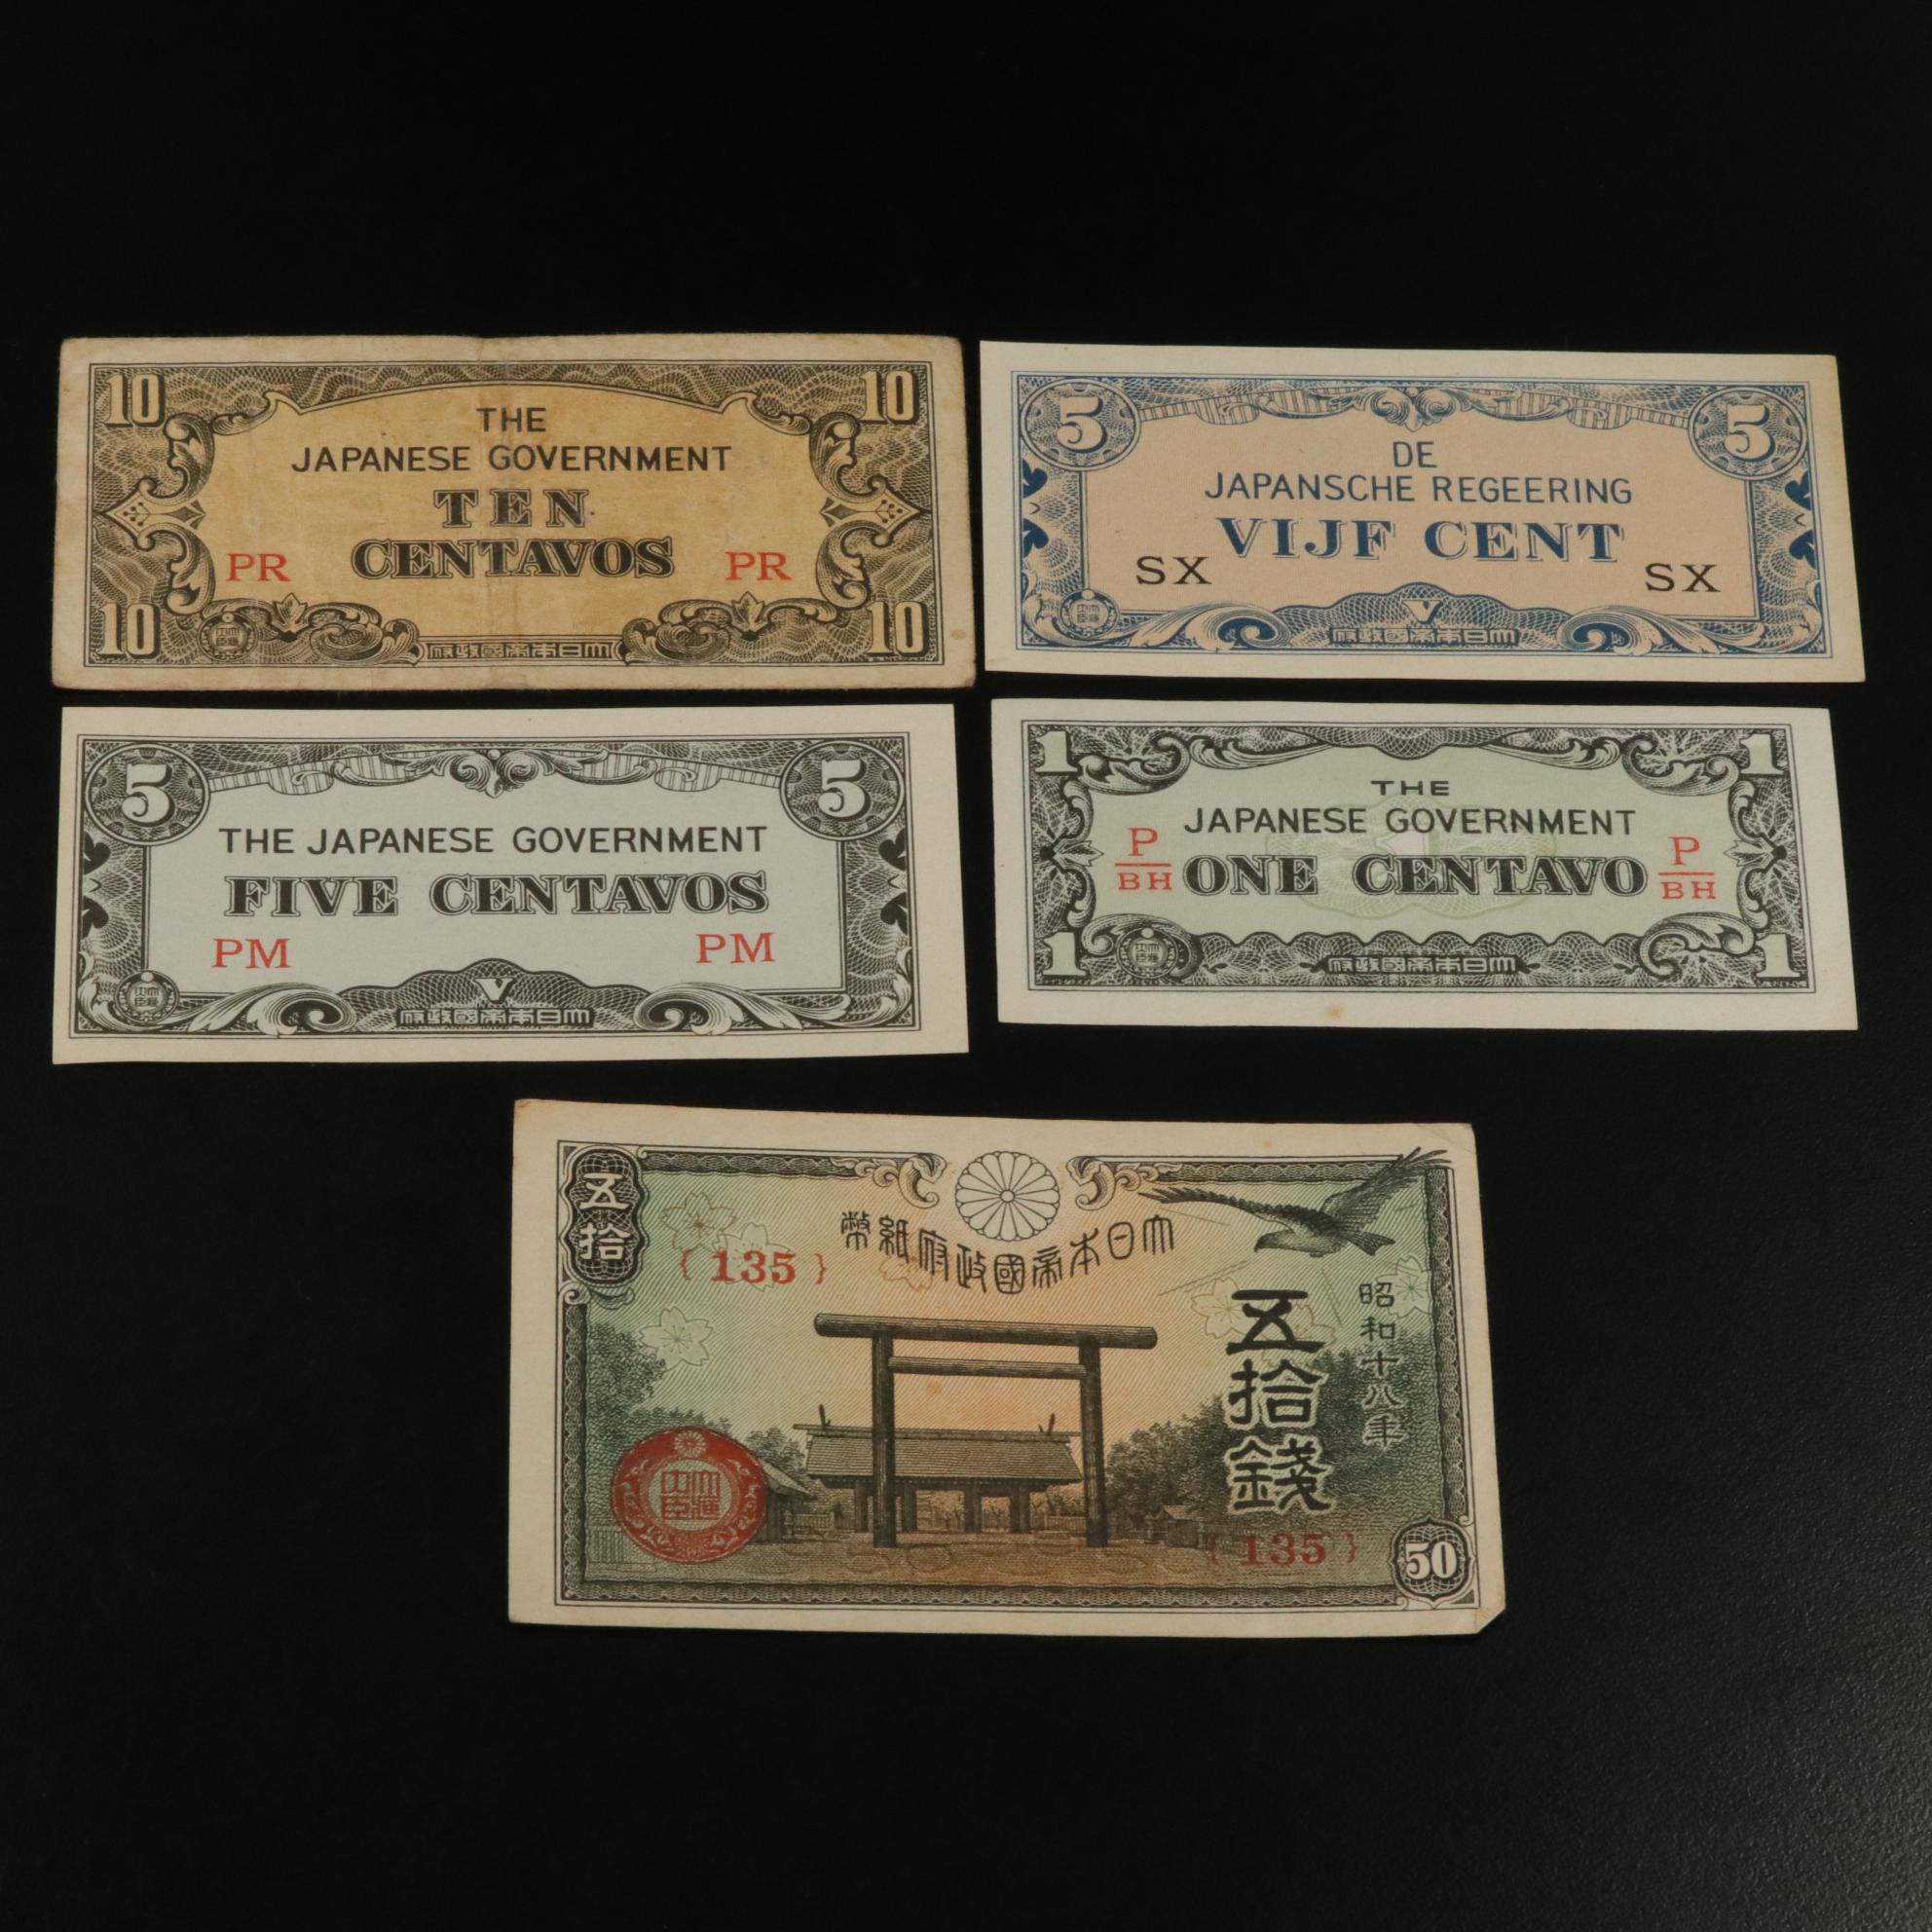 10 10
THE
JAPANESE GOVERNMENT
TEN
PR CENTAVOS PR
10 10
大日本帝國政府
5 5
DE
JAPANSCHE REGEERING
VIJF CENT
SX SX
V
大日本帝國政府
5 5
THE JAPANESE GOVERNMENT
FIVE CENTAVOS
PM PM
V
大日本帝國政府
1 1
THE
JAPANESE GOVERNMENT
P P
BH ONE CENTAVO BH
1 1
大日本帝國政府
五拾
大日本帝國政府紙幣
{ 135 }
昭和十八年
五拾錢
大藏大臣
{ 135 }
50